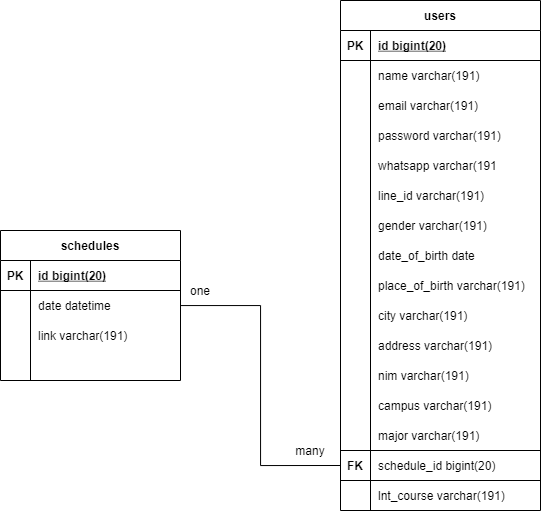 users
PK id bigint(20)
name varchar(191)
email varchar(191)
password varchar(191)
whatsapp varchar(191
line_id varchar(191)
gender varchar(191)
date_of_birth date
place_of_birth varchar(191)
city varchar(191)
address varchar(191)
nim varchar(191)
campus varchar(191)
major varchar(191)
FK schedule_id bigint(20)
lnt_course varchar(191)
schedules
PK id bigint(20)
date datetime
link varchar(191)
one
many